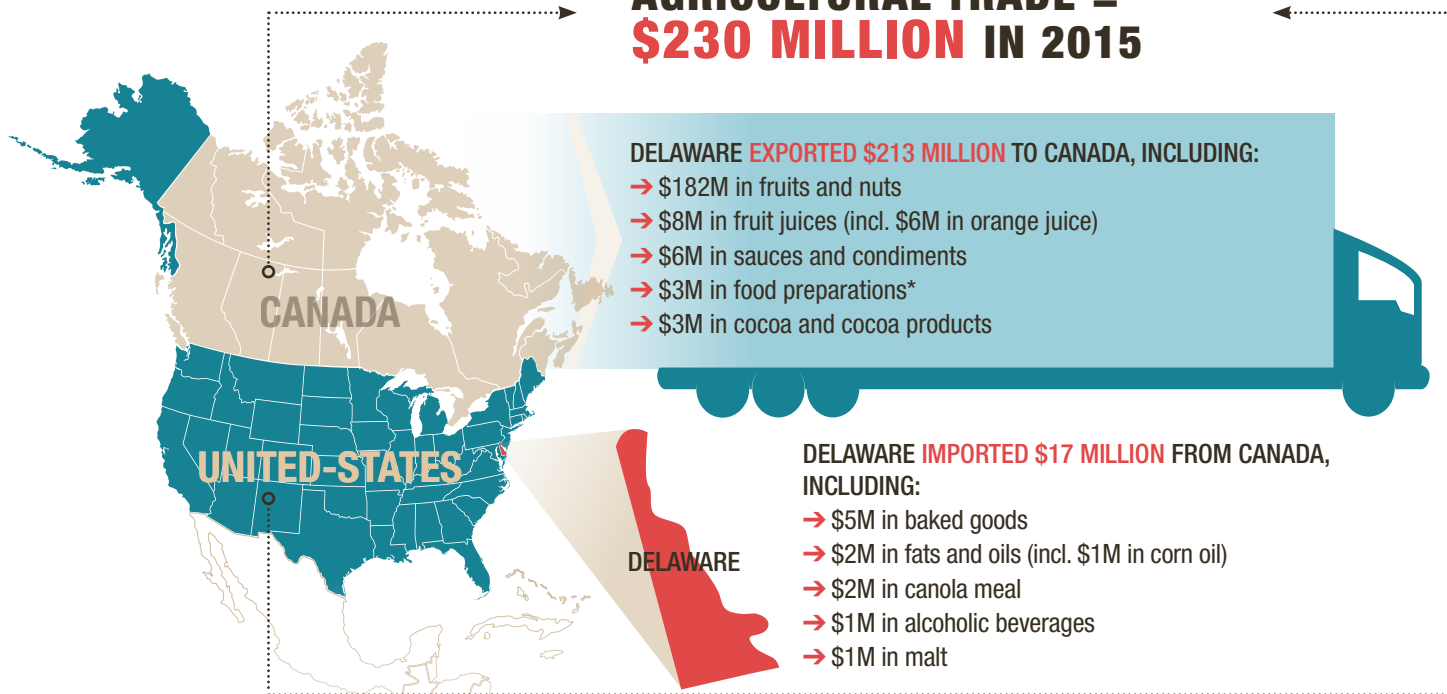 AGRICULTURAL TRADE =
$230 MILLION IN 2015
DELAWARE EXPORTED $213 MILLION TO CANADA, INCLUDING:
➔ $182M in fruits and nuts
➔ $8M in fruit juices (incl. $6M in orange juice)
➔ $6M in sauces and condiments
➔ $3M in food preparations*
➔ $3M in cocoa and cocoa products
CANADA
UNITED-STATES
DELAWARE
DELAWARE IMPORTED $17 MILLION FROM CANADA,
INCLUDING:
➔ $5M in baked goods
➔ $2M in fats and oils (incl. $1M in corn oil)
➔ $2M in canola meal
➔ $1M in alcoholic beverages
➔ $1M in malt